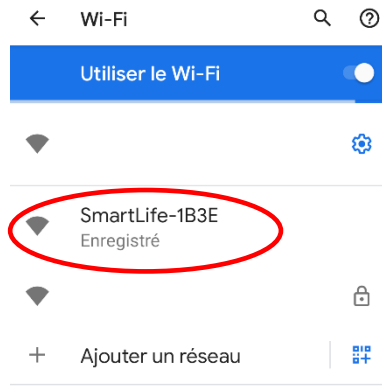 Wi-Fi
Utiliser le Wi-Fi
SmartLife-1B3E
Enregistré
Ajouter un réseau